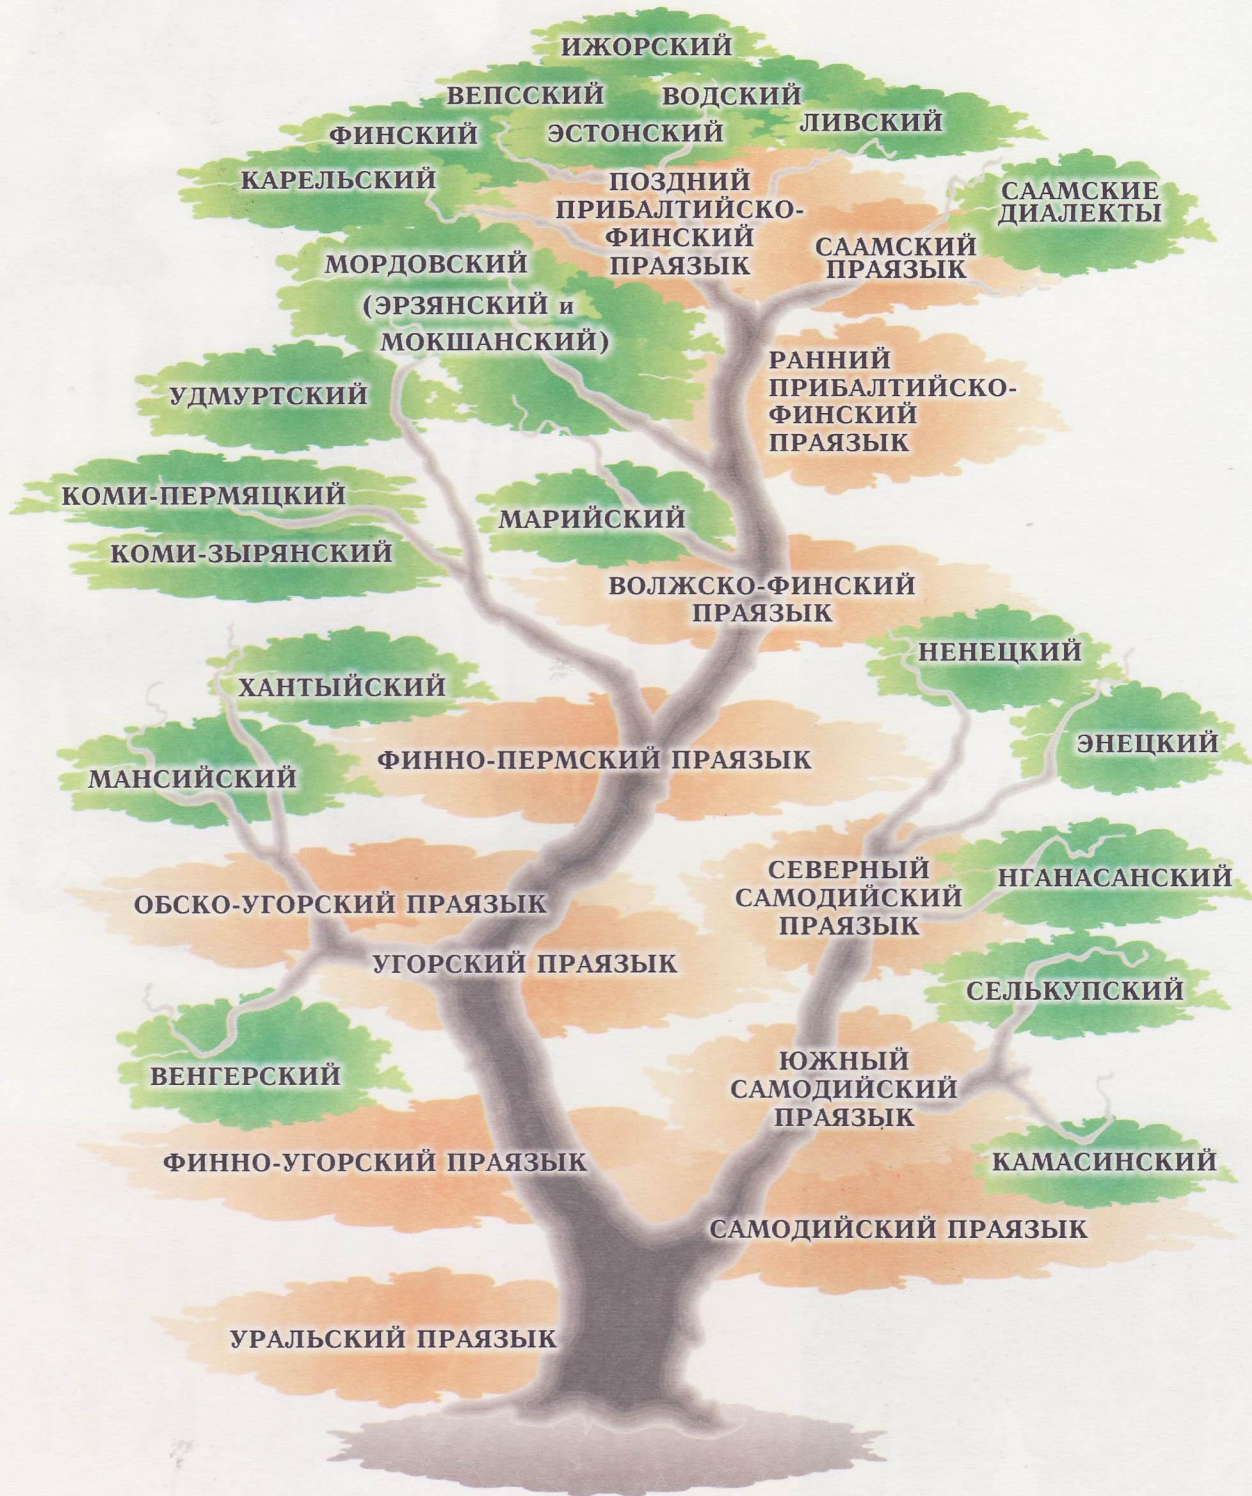 ИЖОРСКИЙ
ВЕПССКИЙ
ВОДСКИЙ
ФИНСКИЙ
ЭСТОНСКИЙ
ЛИВСКИЙ
КАРЕЛЬСКИЙ
ПОЗДНИЙ
ПРИБАЛТИЙСКО-
ФИНСКИЙ
ПРАЯЗЫК
СААМСКИЕ
ДИАЛЕКТЫ
СААМСКИЙ
ПРАЯЗЫК
МОРДОВСКИЙ
(ЭРЗЯНСКИЙ и
МОКШАНСКИЙ)
РАННИЙ
ПРИБАЛТИЙСКО-
ФИНСКИЙ
ПРАЯЗЫК
УДМУРТСКИЙ
КОМИ-ПЕРМЯЦКИЙ
МАРИЙСКИЙ
КОМИ-ЗЫРЯНСКИЙ
ВОЛЖСКО-ФИНСКИЙ
ПРАЯЗЫК
НЕНЕЦКИЙ
ХАНТЫЙСКИЙ
ЭНЕЦКИЙ
ФИННО-ПЕРМСКИЙ ПРАЯЗЫК
МАНСИЙСКИЙ
СЕВЕРНЫЙ
САМОДИЙСКИЙ
ПРАЯЗЫК
НГАНАСАНСКИЙ
ОБСКО-УГОРСКИЙ ПРАЯЗЫК
УГОРСКИЙ ПРАЯЗЫК
СЕЛЬКУПСКИЙ
ВЕНГЕРСКИЙ
ЮЖНЫЙ
САМОДИЙСКИЙ
ПРАЯЗЫК
ФИННО-УГОРСКИЙ ПРАЯЗЫК
КАМАСИНСКИЙ
САМОДИЙСКИЙ ПРАЯЗЫК
УРАЛЬСКИЙ ПРАЯЗЫК